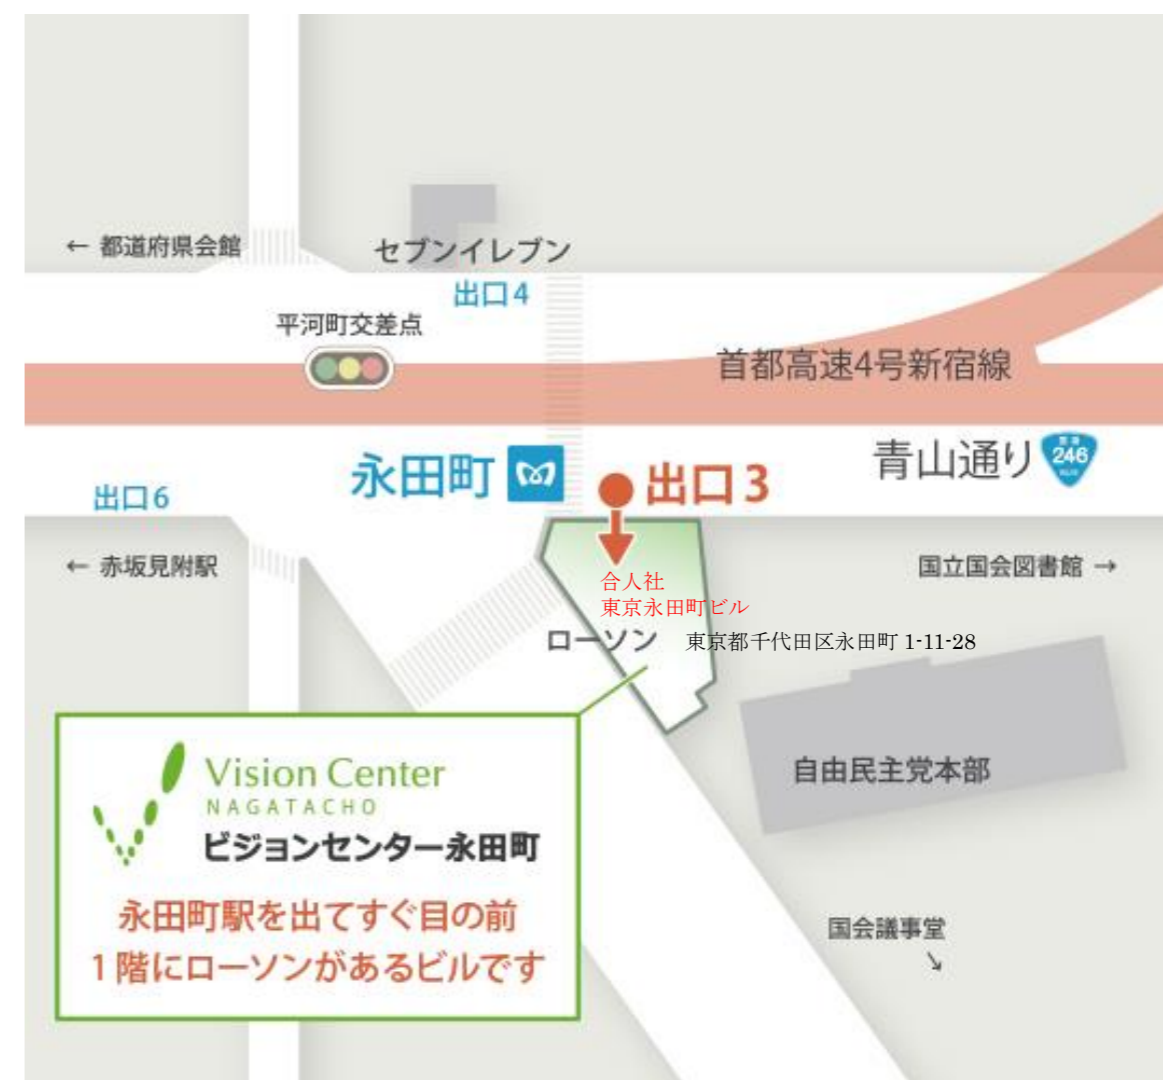 ← 都道府県会館
セブンイレブン
出口4
平河町交差点
首都高速4号新宿線
青山通り
246
永田町
出口3
出口6
← 赤坂見附駅
国立国会図書館 →
合人社
東京永田町ビル
ローソン
東京都千代田区永田町 1-11-28
Vision Center
NAGATACHO
ビジョンセンター永田町
永田町駅を出てすぐ目の前
1階にローソンがあるビルです
自由民主党本部
国会議事堂
↘